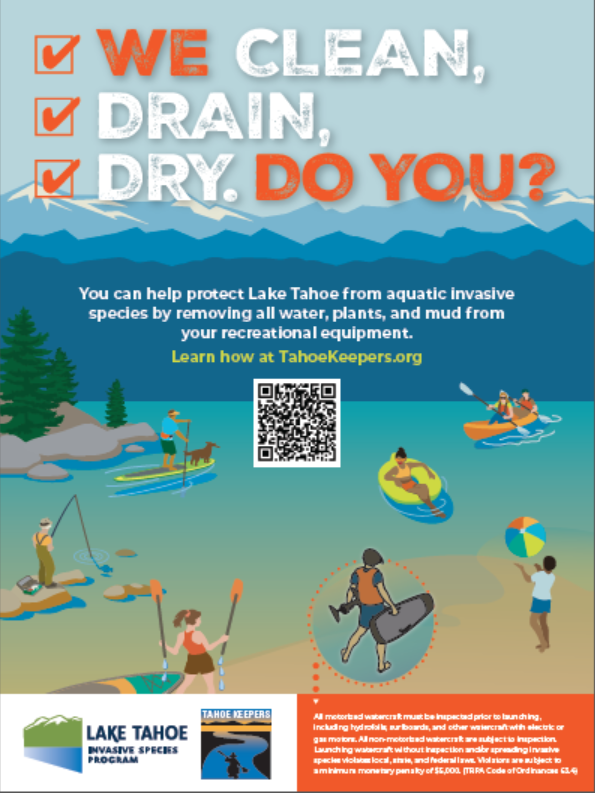 WE CLEAN,
DRAIN,
DRY. DO YOU?
You can help protect Lake Tahoe from aquatic invasive
species by removing all water, plants, and mud from
your recreational equipment.
Learn how at TahoeKeepers.org
LAKE TAHOE
INVASIVE SPECIES
PROGRAM
TAHOE KEEPERS
All motorized watercraft must be inspected prior to launching,
including hydrofoils, surfboards, and other watercraft with electric or
gas motors. All non-motorized watercraft are subject to inspection.
Launching watercraft without inspection and/or spreading invasive
species violates local, state, and federal laws. Violators are subject to
a minimum monetary penalty of $5,000. (TRPA Code of Ordinances 63.4)